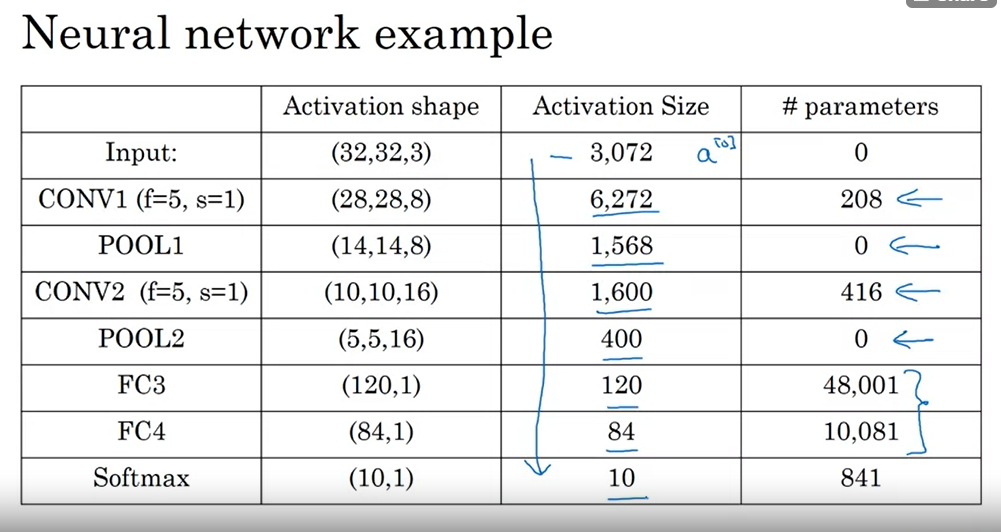 Neural network example
Activation shape Activation Size # parameters
Input: (32,32,3) – 3,072 a[0] 0
CONV1 (f=5, s=1) (28,28,8) 6,272 208 ←
POOL1 (14,14,8) 1,568 0 ←
CONV2 (f=5, s=1) (10,10,16) 1,600 416 ←
POOL2 (5,5,16) 400 0 ←
FC3 (120,1) 120 48,001
FC4 (84,1) 84 10,081
Softmax (10,1) 10 841